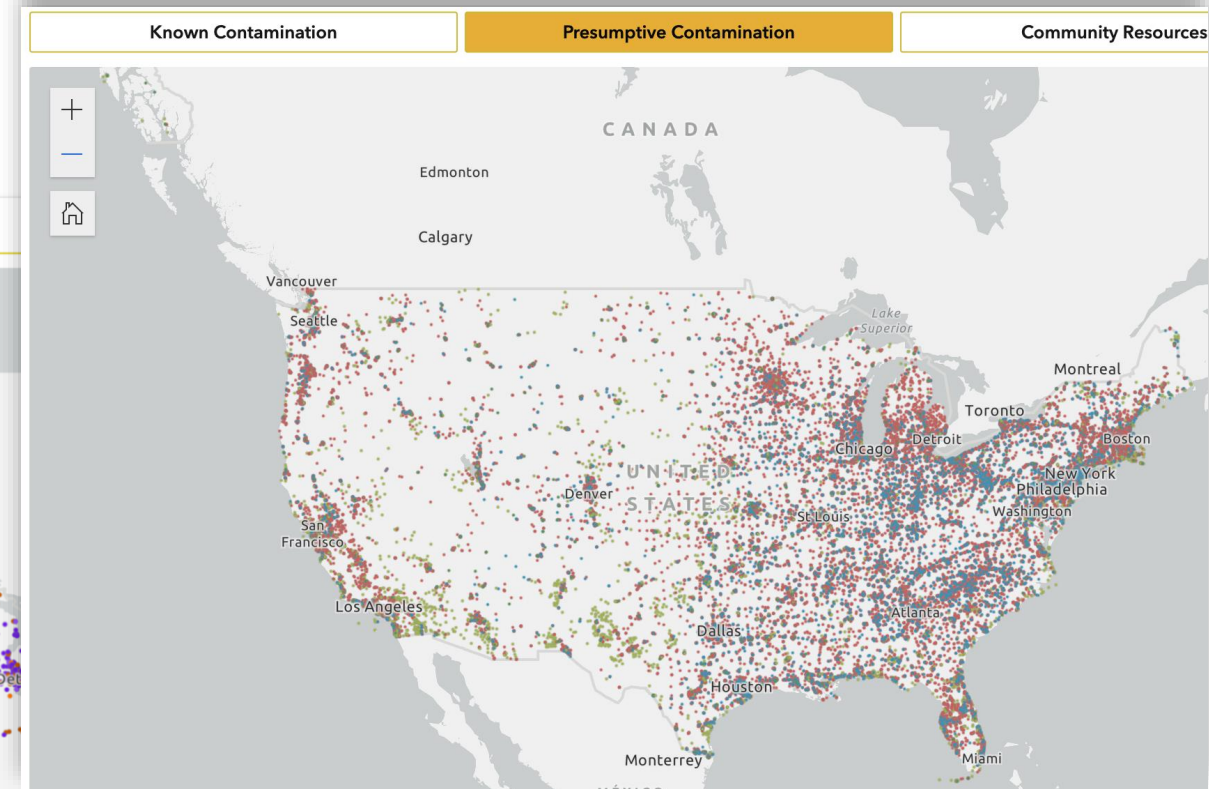 Known Contamination
Presumptive Contamination
Community Resources
CANADA
Edmonton
Calgary
Vancouver
Seattle
Lake
Superior
Montreal
Toronto
Boston
Chicago
Detroit
New York
UNITED
STATES
Denver
Philadelphia
St Louis
Washington
San
Francisco
Los Angeles
Atlanta
Dallas
Houston
Monterrey
Miami